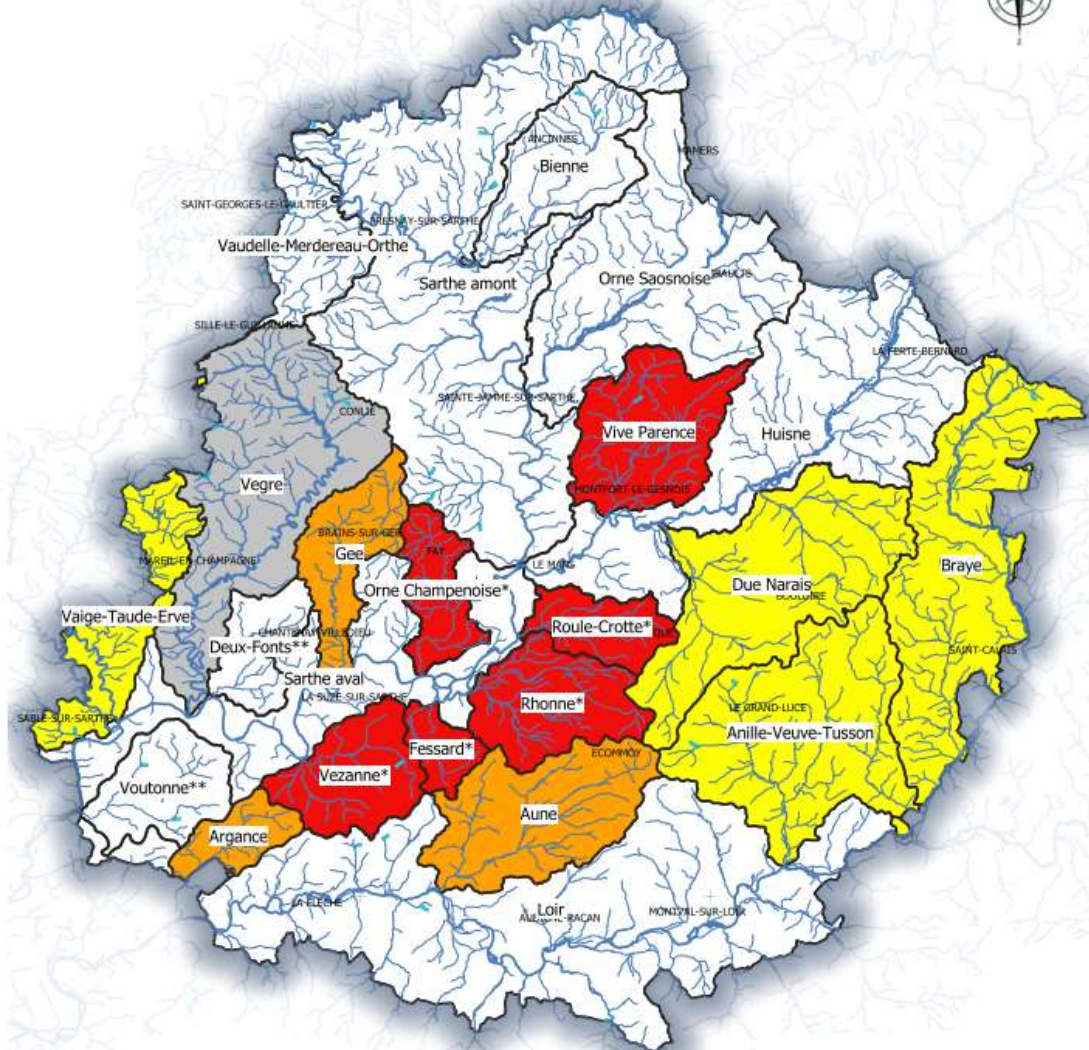 ANCINNES
Bienne
MAMERS
SAINT-GEORGES-LE-GAULTIER
FRESNAY-SUR-SARTHE
Vaudelle-Merdereau-Orthe
Sarthe amont
Orne Saosnoise
SILLE-LE-GUILLAUME
LA FERTE-BERNARD
SAINTE-JAMME-SUR-SARTHE
CONLIE
Vive Parence
Huisne
Vegre
MONTFORT-LE-GESNOIS
BRAINS-SUR-GEE
Gee
FAY
MAREIL-EN-CHAMPAGNE
LE MANS
Braye
Orne Champenoise*
Due Narais
BOULOIRE
Vaige-Taude-Erve
Roule-Crotte*
Deux-Fonts**
SAINT-CALAIS
Sarthe aval
LA SUZE-SUR-SARTHE
Rhonne*
LE GRAND-LUCE
SABLE-SUR-SARTHE
Anille-Veuve-Tusson
Fessard*
ECOMMOY
Vezanne*
Voutonne**
Aune
Argance
LA FLECHE
Loir
MONTVAL-SUR-LOIR